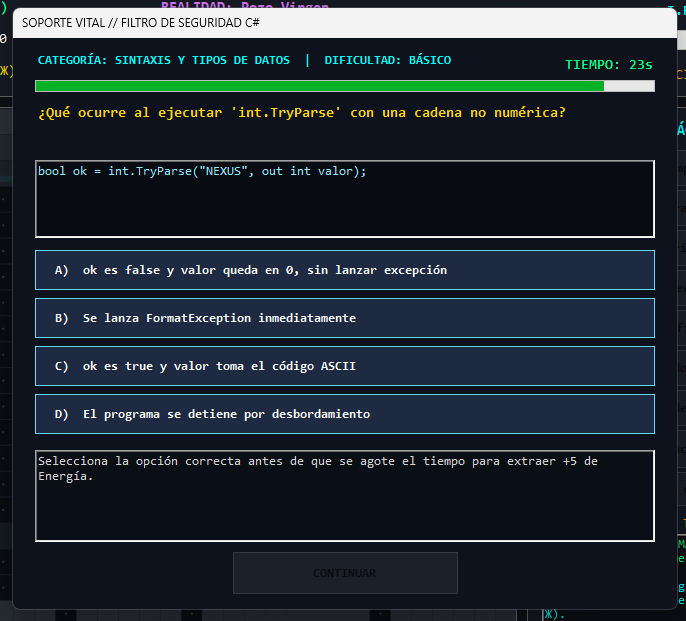 REALIDAD: Pozo Virgen
SOPORTE VITAL // FILTRO DE SEGURIDAD C#
CATEGORÍA: SINTAXIS Y TIPOS DE DATOS | DIFICULTAD: BÁSICO
TIEMPO: 23s
¿Qué ocurre al ejecutar 'int.TryParse' con una cadena no numérica?
bool ok = int.TryParse("NEXUS", out int valor);
A) ok es false y valor queda en 0, sin lanzar excepción
B) Se lanza FormatException inmediatamente
C) ok es true y valor toma el código ASCII
D) El programa se detiene por desbordamiento
Selecciona la opción correcta antes de que se agote el tiempo para extraer +5 de
Energía.
CONTINUAR
Ж).